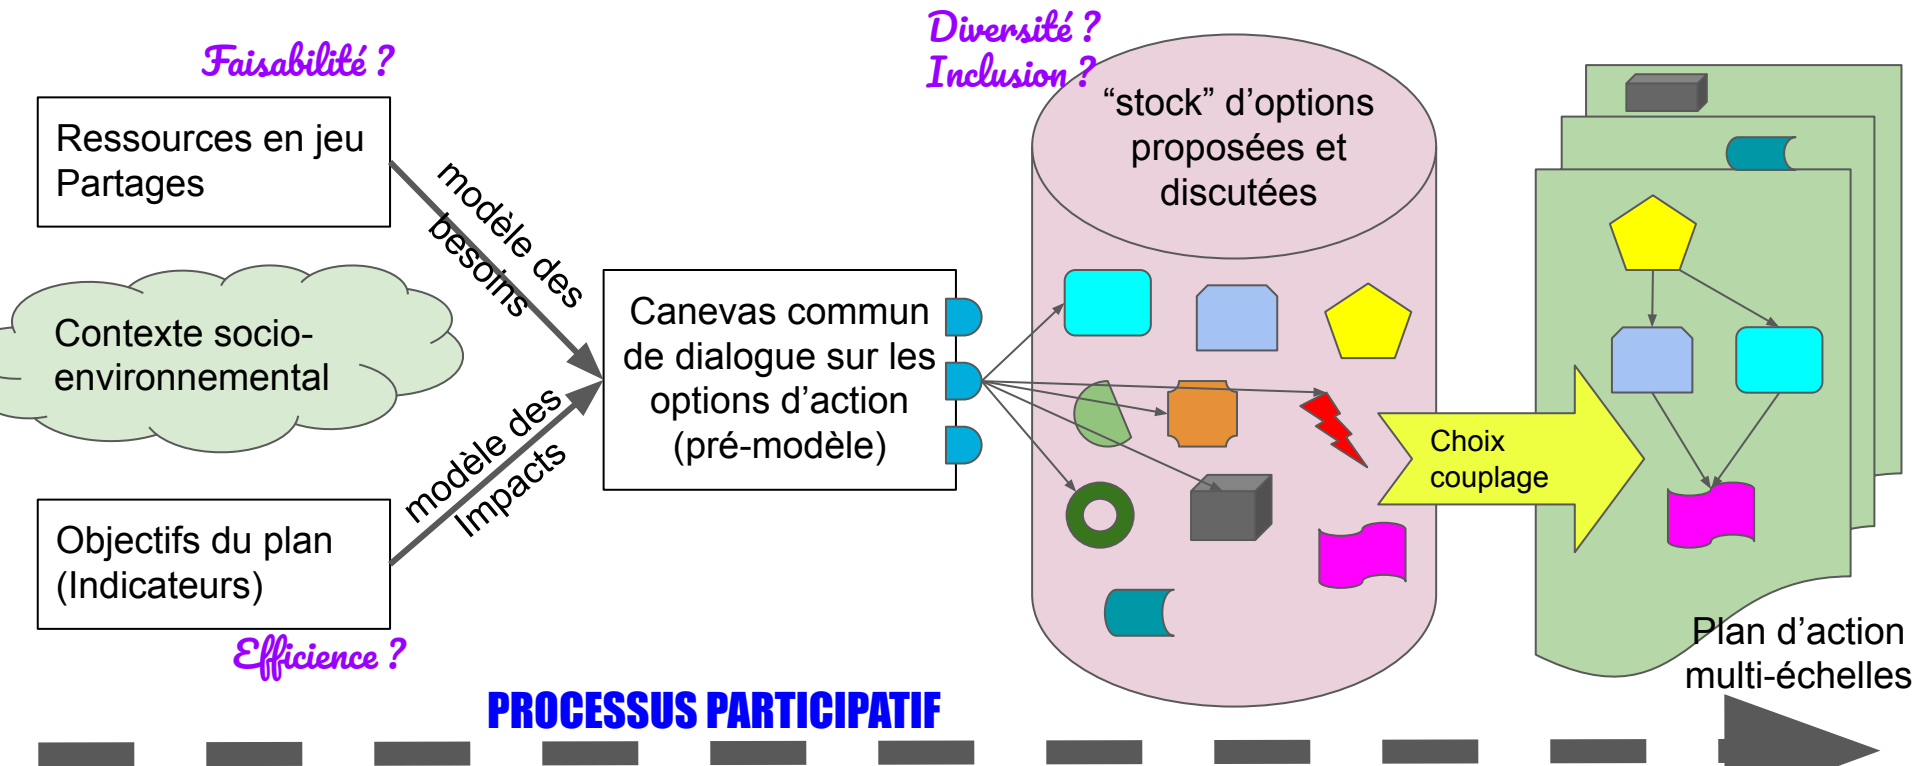 Faisabilité ?
Ressources en jeu
Partages
modèle des
besoins
Contexte socio-
environnemental
modèle des
Impacts
Objectifs du plan
(Indicateurs)
Efficience ?
Canevas commun
de dialogue sur les
options d'action
(pré-modèle)
Diversité ?
Inclusion ?
“stock” d'options
proposées et
discutées
Choix
couplage
Plan d'action
multi-échelles
PROCESSUS PARTICIPATIF